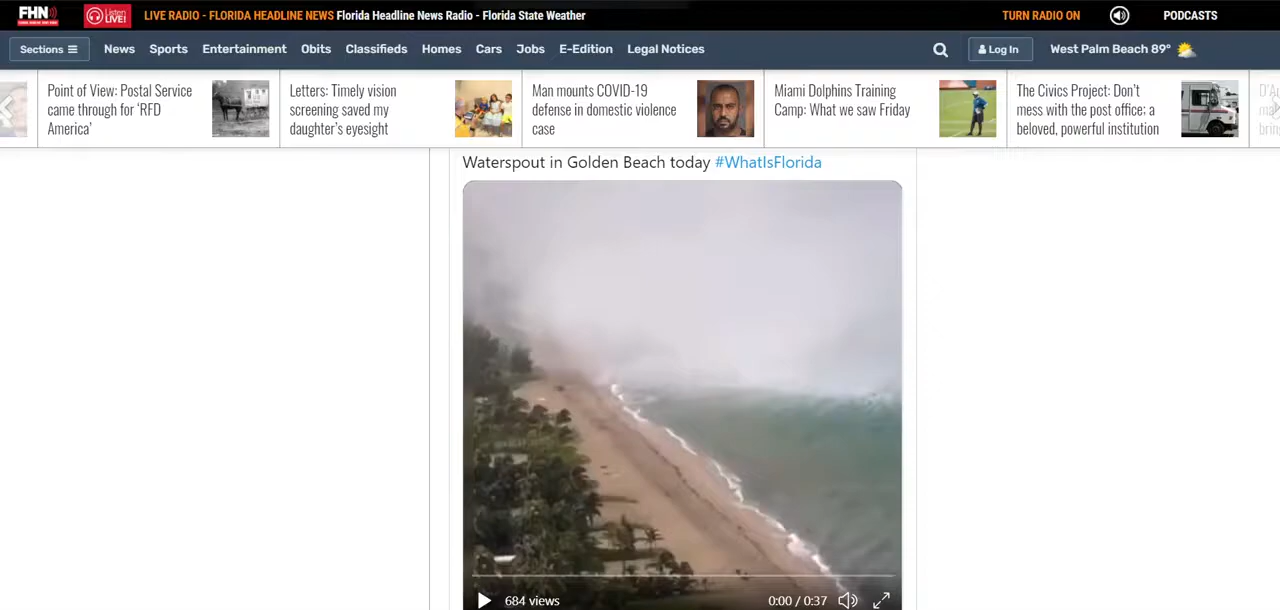 FHN
Listen LIVE!
LIVE RADIO - FLORIDA HEADLINE NEWS Florida Headline News Radio - Florida State Weather
TURN RADIO ON
PODCASTS
Sections
News
Sports
Entertainment
Obits
Classifieds
Homes
Cars
Jobs
E-Edition
Legal Notices
Log In
West Palm Beach 89°
Point of View: Postal Service
came through for ‘RFD
America’
Letters: Timely vision
screening saved my
daughter’s eyesight
Man mounts COVID-19
defense in domestic violence
case
Miami Dolphins Training
Camp: What we saw Friday
The Civics Project: Don’t
mess with the post office; a
beloved, powerful institution
Waterspout in Golden Beach today #WhatIsFlorida
684 views
0:00 / 0:37